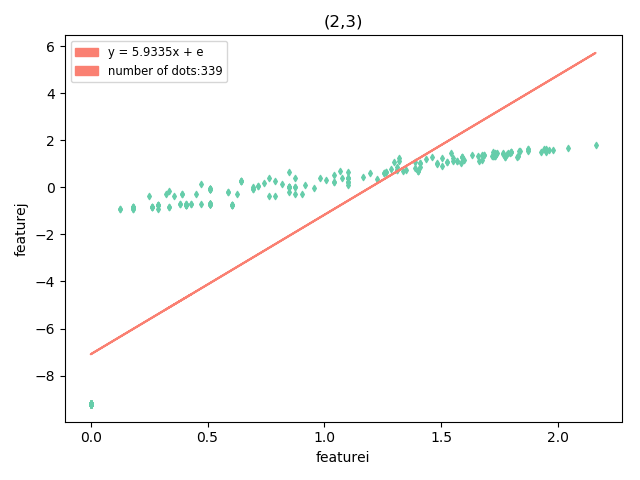 (2,3)
y = 5.9335x + e
number of dots:339
6
4
2
0
−2
−4
−6
−8
featurej
0.0 0.5 1.0 1.5 2.0
featurei